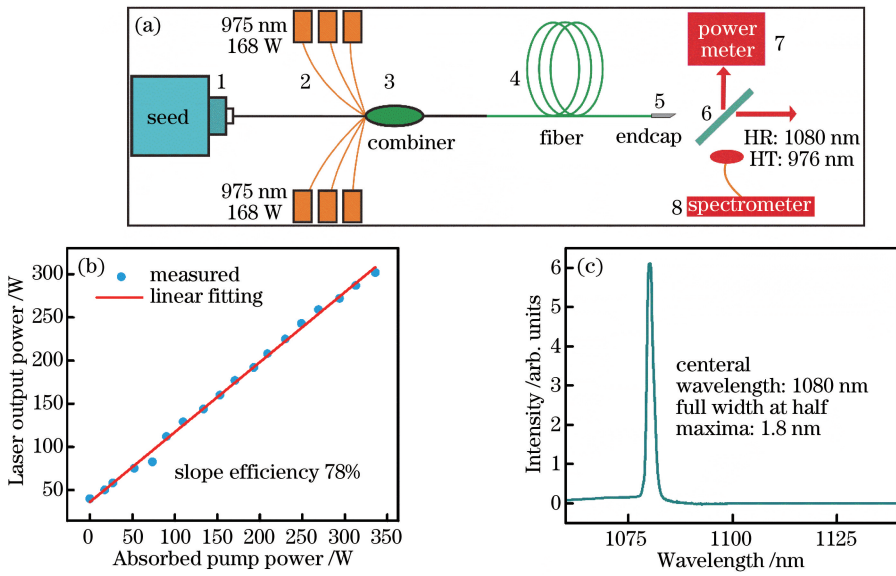 (a)
975 nm
168 W
1
2
3
4
5
6
7
8
seed
combiner
fiber
endcap
power
meter
HR: 1080 nm
HT: 976 nm
975 nm
168 W
spectrometer
(b)
measured
linear fitting
slope efficiency 78%
Laser output power /W
300
250
200
150
100
50
0 50 100 150 200 250 300 350
Absorbed pump power /W
(c)
centeral
wavelength: 1080 nm
full width at half
maxima: 1.8 nm
Intensity /arb. units
6
5
4
3
2
1
0
1075 1100 1125
Wavelength /nm